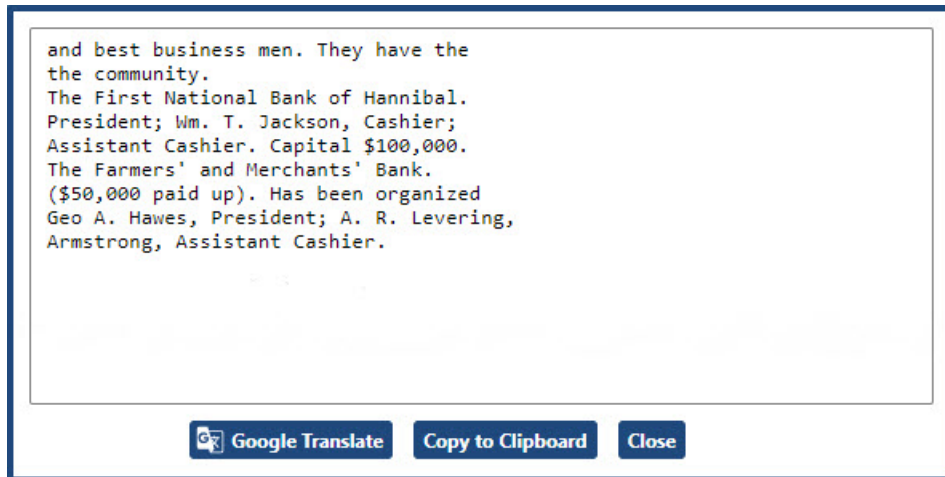 and best business men. They have the
the community.
The First National Bank of Hannibal.
President; Wm. T. Jackson, Cashier;
Assistant Cashier. Capital $100,000.
The Farmers' and Merchants' Bank.
($50,000 paid up). Has been organized
Geo A. Hawes, President; A. R. Levering,
Armstrong, Assistant Cashier.
Google Translate Copy to Clipboard Close